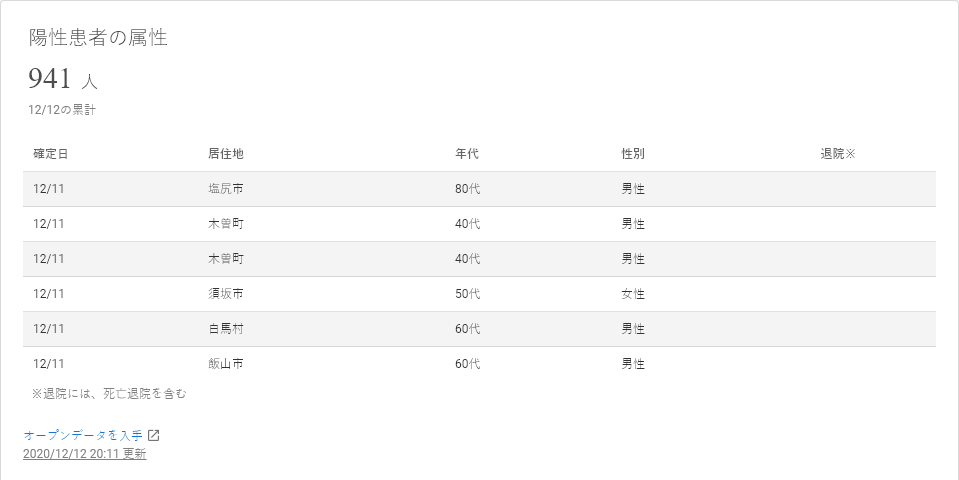 陽性患者の属性
941 人
12/12の累計
確定日 居住地 年代 性別 退院※
12/11 塩尻市 80代 男性
12/11 木曽町 40代 男性
12/11 木曽町 40代 男性
12/11 須坂市 50代 女性
12/11 白馬村 60代 男性
12/11 飯山市 60代 男性
※退院には、死亡退院を含む
オープンデータを入手
2020/12/12 20:11 更新